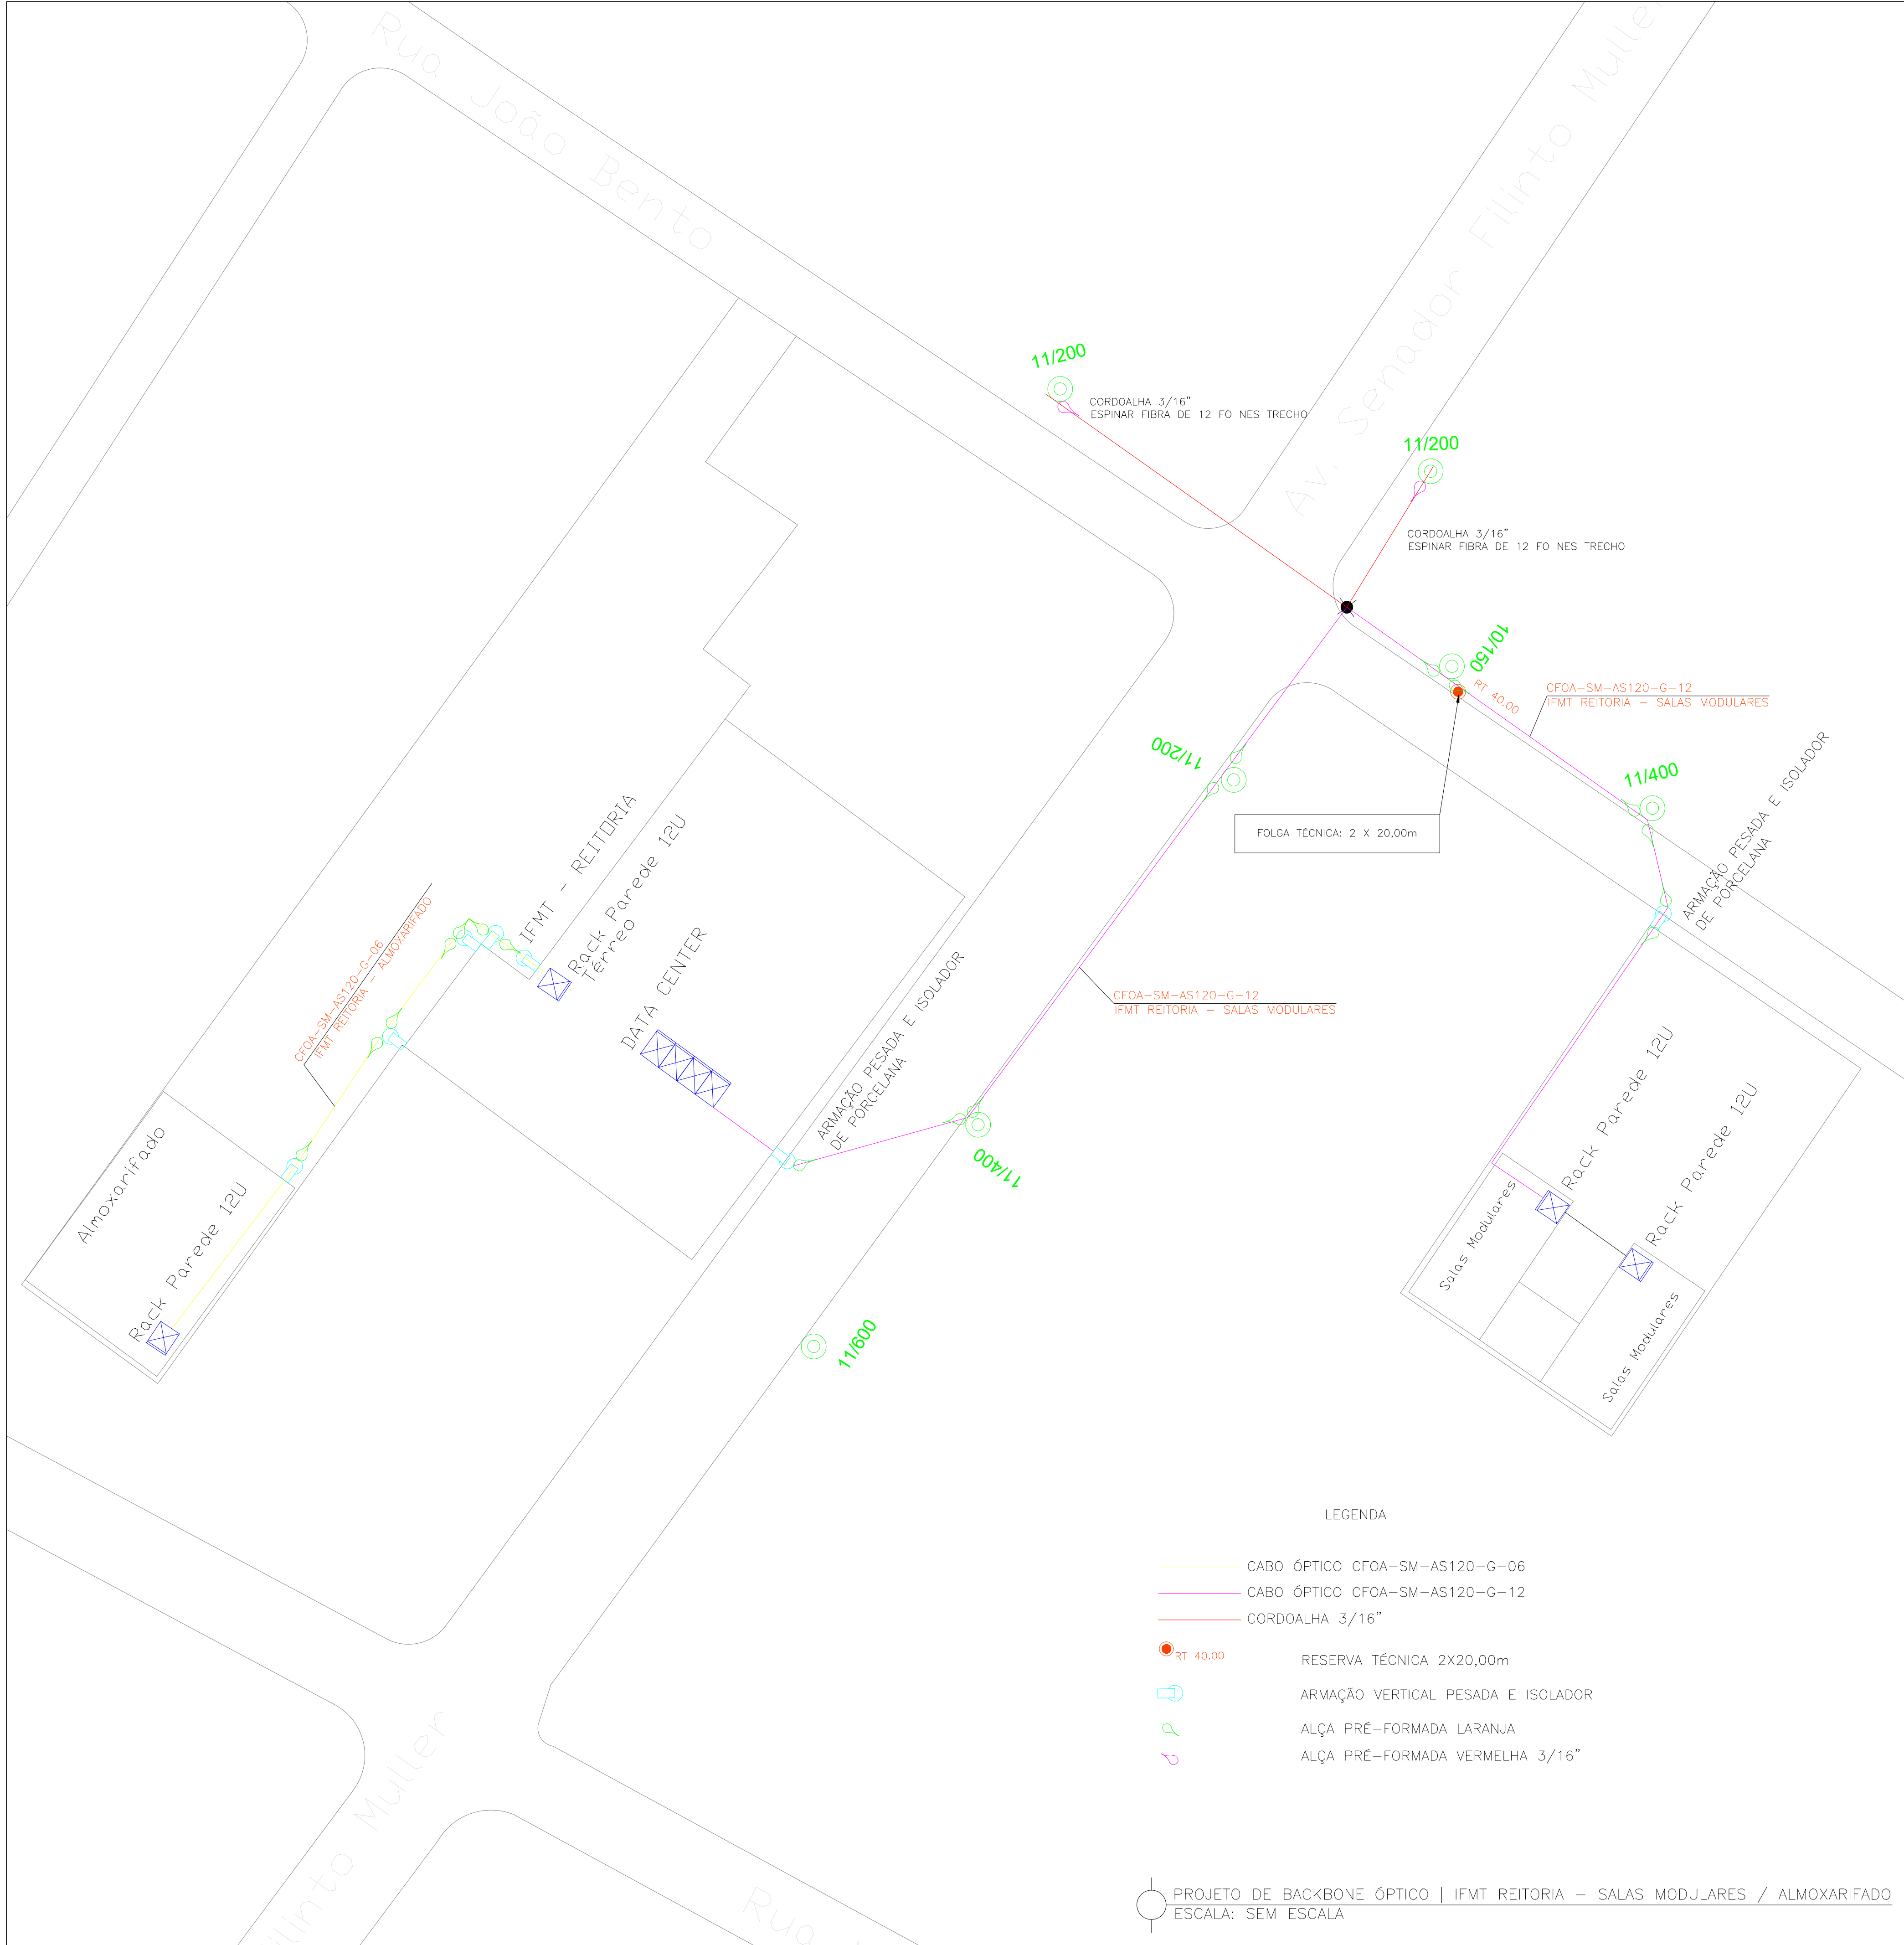 Rua João Bento
Av. Senador Filinto Muller
11/200
CORDOALHA 3/16"
ESPINAR FIBRA DE 12 FO NES TRECHO
11/200
CORDOALHA 3/16"
ESPINAR FIBRA DE 12 FO NES TRECHO
10/150
RT 40.00
CFOA-SM-AS120-G-12
IFMT REITORIA - SALAS MODULARES
11/200
11/400
ARMAÇÃO PESADA E ISOLADOR
DE PORCELANA
FOLGA TÉCNICA: 2 X 20,00m
IFMT - REITORIA
Rack Parede 12U
Térreo
DATA CENTER
CFOA-SM-AS120-G-06
IFMT REITORIA - ALMOXARIFADO
ARMAÇÃO PESADA E ISOLADOR
DE PORCELANA
CFOA-SM-AS120-G-12
IFMT REITORIA - SALAS MODULARES
11/400
Almoxarifado
Rack Parede 12U
Rack Parede 12U
Rack Parede 12U
Salas Modulares
Salas Modulares
11/600
LEGENDA
CABO ÓPTICO CFOA-SM-AS120-G-06
CABO ÓPTICO CFOA-SM-AS120-G-12
CORDOALHA 3/16"
RT 40.00
RESERVA TÉCNICA 2X20,00m
ARMAÇÃO VERTICAL PESADA E ISOLADOR
ALÇA PRÉ-FORMADA LARANJA
ALÇA PRÉ-FORMADA VERMELHA 3/16"
ilinto Muller
Rua
PROJETO DE BACKBONE ÓPTICO | IFMT REITORIA - SALAS MODULARES / ALMOXARIFADO
ESCALA: SEM ESCALA